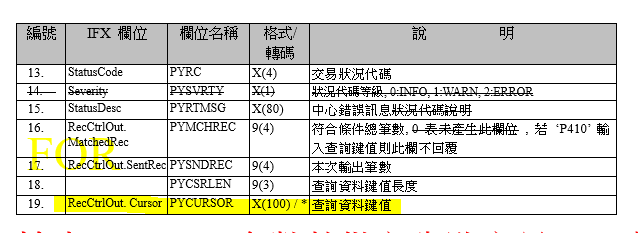 編號 IFX 欄位 欄位名稱 格式/轉碼 說 明
13. StatusCode PYRC X(4) 交易狀況代碼
14. Severity PYSVRTY X(1) 狀況代碼等級, 0:INFO, 1:WARN, 2:ERROR
15. StatusDesc PYRTMSG X(80) 中心錯誤訊息狀況代碼說明
16. RecCtrlOut. PYMCHREC 9(4) 符合條件總筆數, 0 表未產生此欄位 , 若 ‘P410’ 輸
MatchedRec 入查詢鍵值則此欄不回覆
FOR
17. RecCtrlOut.SentRec PYSNDREC 9(4) 本次輸出筆數
18. PYCSRLEN 9(3) 查詢資料鍵值長度
19. RecCtrlOut. Cursor PYCURSOR X(100) / * 查詢資料鍵值